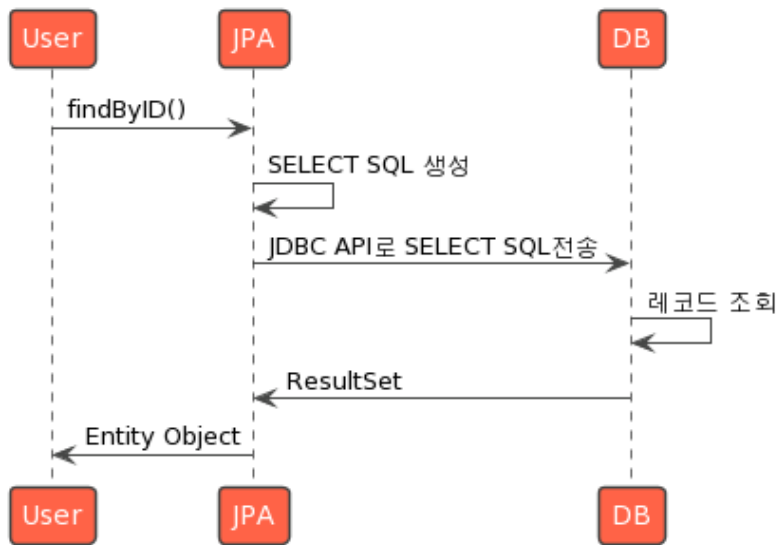 User JPA DB
findByID()
SELECT SQL 생성
JDBC API로 SELECT SQL전송
레코드 조회
ResultSet
Entity Object
User JPA DB